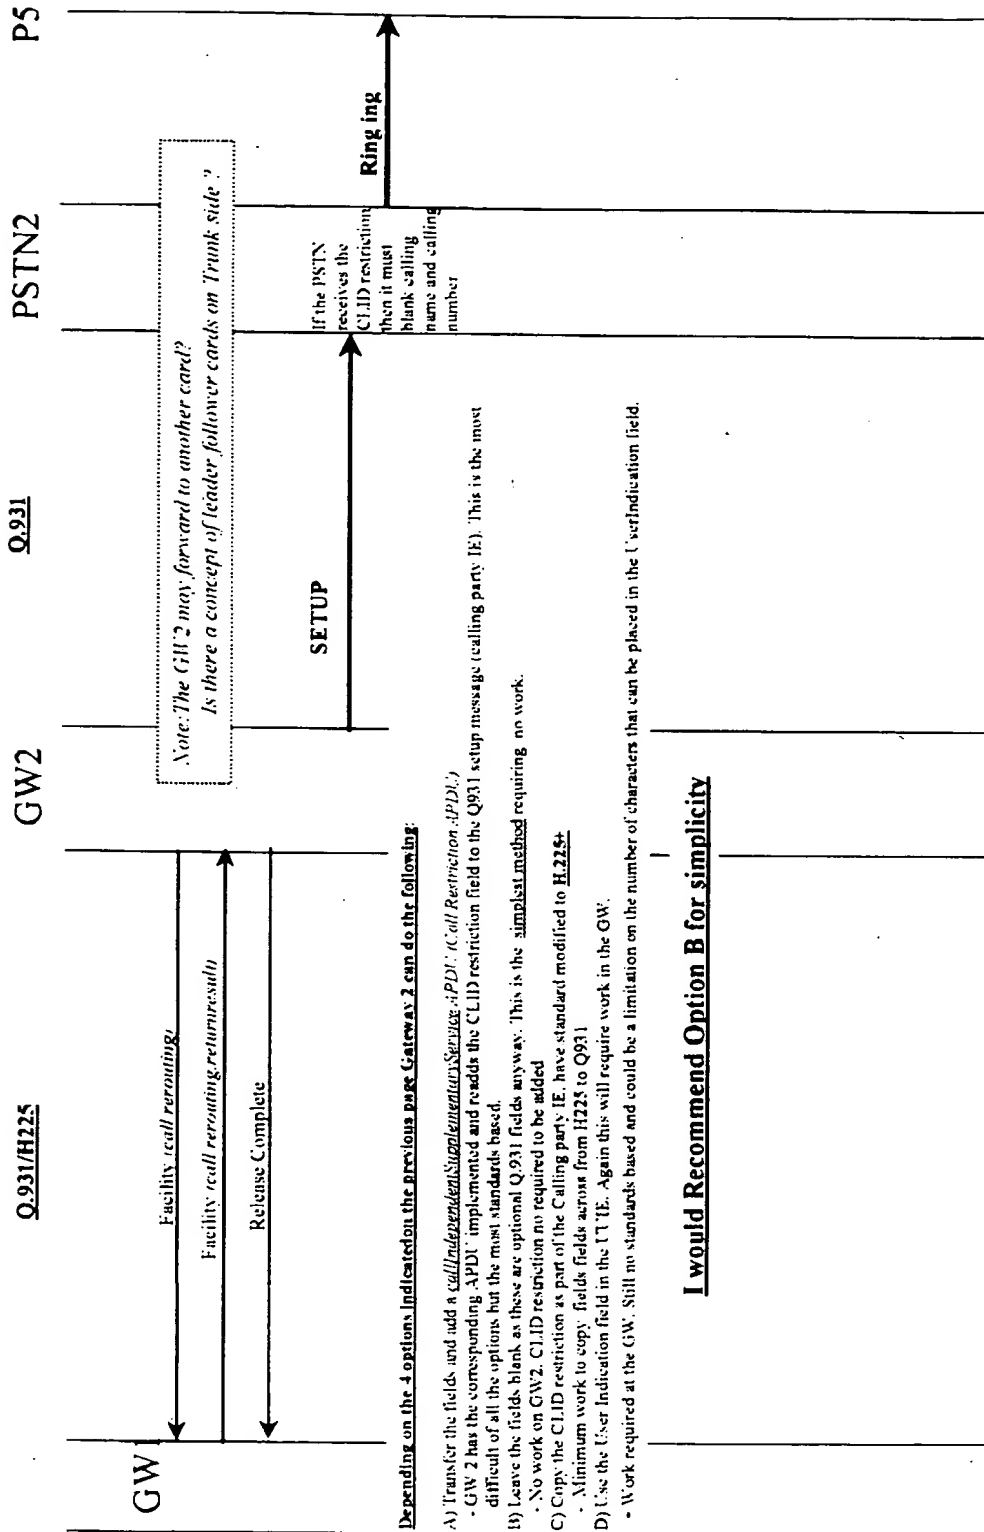 Q.931/H225
Q.931
GW1
GW2
PSTN2
P5
Facility (call rerouting)
Facility (call rerouting.returnresult)
Release Complete
Note: The GW2 may forward to another card?
Is there a concept of leader follower cards on Trunk side ?
SETUP
If the PSTN
receives the
CLID restriction
then it must
blank calling
name and calling
number
Ring ing
Depending on the 4 options Indicatedon the previous page Gateway 2 can do the following:
A) Transfer the fields and add a callIndependentSupplementaryService APDU (Call Restriction APDU)
- GW 2 has the corresponding APDU implemented and readds the CLID restriction field to the Q931 setup message (calling party IE). This is the most
difficult of all the options but the most standards based.
B) Leave the fields blank as these are optional Q.931 fields anyway. This is the simplest method requiring no work.
- No work on GW2. CLID restriction no required to be added
C) Copy the CLID restriction as part of the Calling party IE. have standard modified to H.225+
- Minimum work to copy fields fields across from H225 to Q931
D) Use the User Indication field in the UUIE. Again this will require work in the GW.
- Work required at the GW. Still no standards based and could be a limitation on the number of characters that can be placed in the UserIndication field.
I would Recommend Option B for simplicity